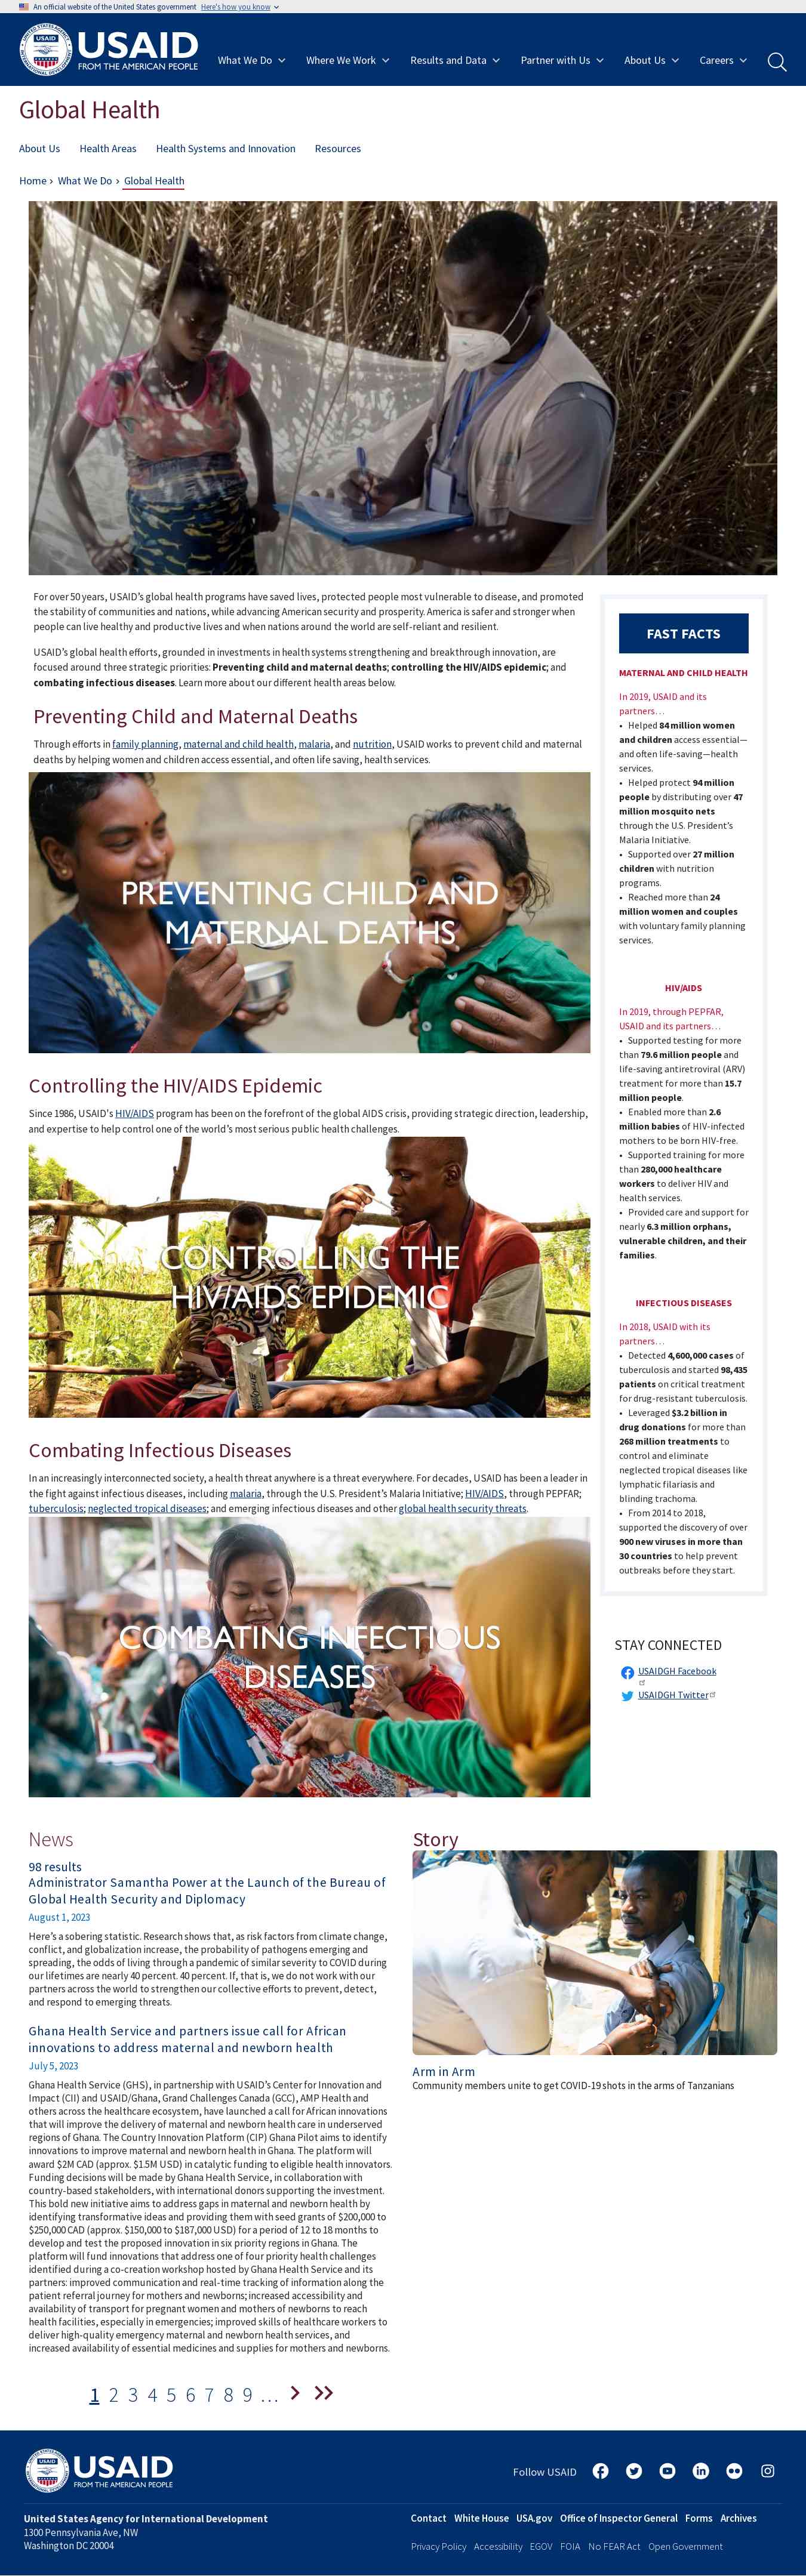 An official website of the United States government Here's how you know
USAID
FROM THE AMERICAN PEOPLE
What We Do
Where We Work
Results and Data
Partner with Us
About Us
Careers
Global Health
About Us
Health Areas
Health Systems and Innovation
Resources
Home › What We Do › Global Health
For over 50 years, USAID’s global health programs have saved lives, protected people most vulnerable to disease, and promoted
the stability of communities and nations, while advancing American security and prosperity. America is safer and stronger when
people can live healthy and productive lives and when nations around the world are self-reliant and resilient.
USAID’s global health efforts, grounded in investments in health systems strengthening and breakthrough innovation, are
focused around three strategic priorities: Preventing child and maternal deaths; controlling the HIV/AIDS epidemic; and
combating infectious diseases. Learn more about our different health areas below.
Preventing Child and Maternal Deaths
Through efforts in family planning, maternal and child health, malaria, and nutrition, USAID works to prevent child and maternal
deaths by helping women and children access essential, and often life saving, health services.
PREVENTING CHILD AND
MATERNAL DEATHS
Controlling the HIV/AIDS Epidemic
Since 1986, USAID's HIV/AIDS program has been on the forefront of the global AIDS crisis, providing strategic direction, leadership,
and expertise to help control one of the world’s most serious public health challenges.
CONTROLLING THE
HIV/AIDS EPIDEMIC
Combating Infectious Diseases
In an increasingly interconnected society, a health threat anywhere is a threat everywhere. For decades, USAID has been a leader in
the fight against infectious diseases, including malaria, through the U.S. President’s Malaria Initiative; HIV/AIDS, through PEPFAR;
tuberculosis; neglected tropical diseases; and emerging infectious diseases and other global health security threats.
COMBATING INFECTIOUS
DISEASES
FAST FACTS
MATERNAL AND CHILD HEALTH
In 2019, USAID and its
partners…
• Helped 84 million women
and children access essential—
and often life-saving—health
services.
• Helped protect 94 million
people by distributing over 47
million mosquito nets
through the U.S. President’s
Malaria Initiative.
• Supported over 27 million
children with nutrition
programs.
• Reached more than 24
million women and couples
with voluntary family planning
services.
HIV/AIDS
In 2019, through PEPFAR,
USAID and its partners…
• Supported testing for more
than 79.6 million people and
life-saving antiretroviral (ARV)
treatment for more than 15.7
million people.
• Enabled more than 2.6
million babies of HIV-infected
mothers to be born HIV-free.
• Supported training for more
than 280,000 healthcare
workers to deliver HIV and
health services.
• Provided care and support for
nearly 6.3 million orphans,
vulnerable children, and their
families.
INFECTIOUS DISEASES
In 2018, USAID with its
partners…
• Detected 4,600,000 cases of
tuberculosis and started 98,435
patients on critical treatment
for drug-resistant tuberculosis.
• Leveraged $3.2 billion in
drug donations for more than
268 million treatments to
control and eliminate
neglected tropical diseases like
lymphatic filariasis and
blinding trachoma.
• From 2014 to 2018,
supported the discovery of over
900 new viruses in more than
30 countries to help prevent
outbreaks before they start.
STAY CONNECTED
USAIDGH Facebook
USAIDGH Twitter
News
98 results
Administrator Samantha Power at the Launch of the Bureau of
Global Health Security and Diplomacy
August 1, 2023
Here’s a sobering statistic. Research shows that, as risk factors from climate change,
conflict, and globalization increase, the probability of pathogens emerging and
spreading, the odds of living through a pandemic of similar severity to COVID during
our lifetimes are nearly 40 percent. 40 percent. If, that is, we do not work with our
partners across the world to strengthen our collective efforts to prevent, detect,
and respond to emerging threats.
Ghana Health Service and partners issue call for African
innovations to address maternal and newborn health
July 5, 2023
Ghana Health Service (GHS), in partnership with USAID’s Center for Innovation and
Impact (CII) and USAID/Ghana, Grand Challenges Canada (GCC), AMP Health and
others across the healthcare ecosystem, have launched a call for African innovations
that will improve the delivery of maternal and newborn health care in underserved
regions of Ghana. The Country Innovation Platform (CIP) Ghana Pilot aims to identify
innovations to improve maternal and newborn health in Ghana. The platform will
award $2M CAD (approx. $1.5M USD) in catalytic funding to eligible health innovators.
Funding decisions will be made by Ghana Health Service, in collaboration with
country-based stakeholders, with international donors supporting the investment.
This bold new initiative aims to address gaps in maternal and newborn health by
identifying transformative ideas and providing them with seed grants of $200,000 to
$250,000 CAD (approx. $150,000 to $187,000 USD) for a period of 12 to 18 months to
develop and test the proposed innovation in six priority regions in Ghana. The
platform will fund innovations that address one of four priority health challenges
identified during a co-creation workshop hosted by Ghana Health Service and its
partners: improved communication and real-time tracking of information along the
patient referral journey for mothers and newborns; increased accessibility and
availability of transport for pregnant women and mothers of newborns to reach
health facilities, especially in emergencies; improved skills of healthcare workers to
deliver high-quality emergency maternal and newborn health services, and
increased availability of essential medicines and supplies for mothers and newborns.
1 2 3 4 5 6 7 8 9 … › »
Story
Arm in Arm
Community members unite to get COVID-19 shots in the arms of Tanzanians
USAID
FROM THE AMERICAN PEOPLE
Follow USAID
United States Agency for International Development
1300 Pennsylvania Ave, NW
Washington DC 20004
Contact White House USA.gov Office of Inspector General Forms Archives
Privacy Policy Accessibility EGOV FOIA No FEAR Act Open Government